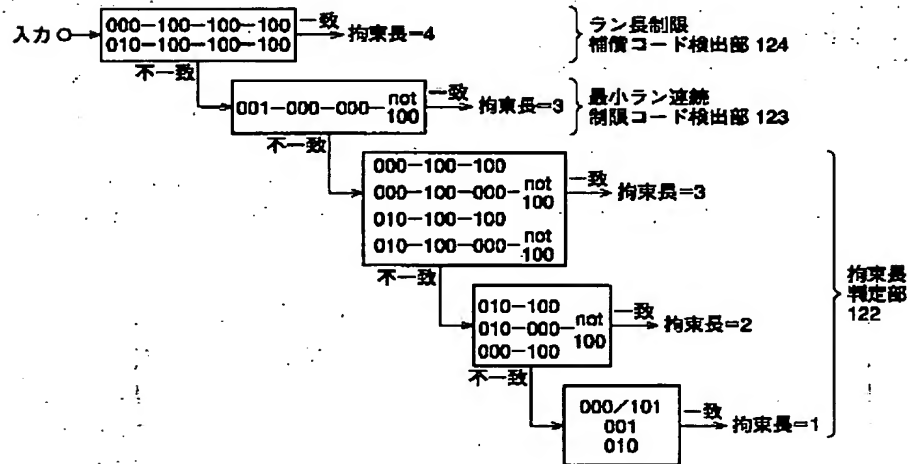 入力
000-100-100-100
010-100-100-100
一致
拘束長=4
ラン長制限
補償コード検出部 124
不一致
001-000-000-not 100
一致
拘束長=3
最小ラン連続
制限コード検出部 123
不一致
000-100-100
000-100-000-not 100
010-100-100
010-100-000-not 100
一致
拘束長=3
不一致
010-100
010-000-not 100
000-100
一致
拘束長=2
不一致
000/101
001
010
一致
拘束長=1
拘束長
判定部
122